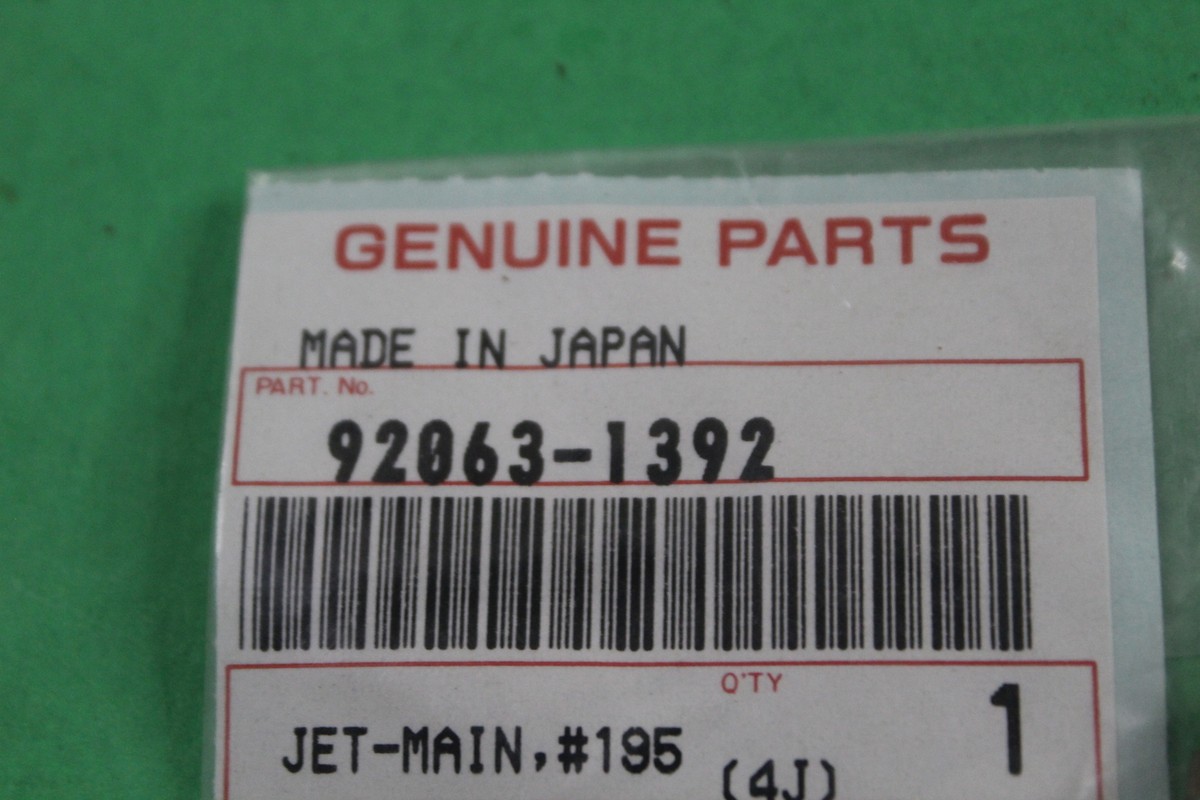 GENUINE PARTS
MADE IN JAPAN
PART. No.
92063-1392
Q'TY
JET-MAIN,#195
(4J)
1